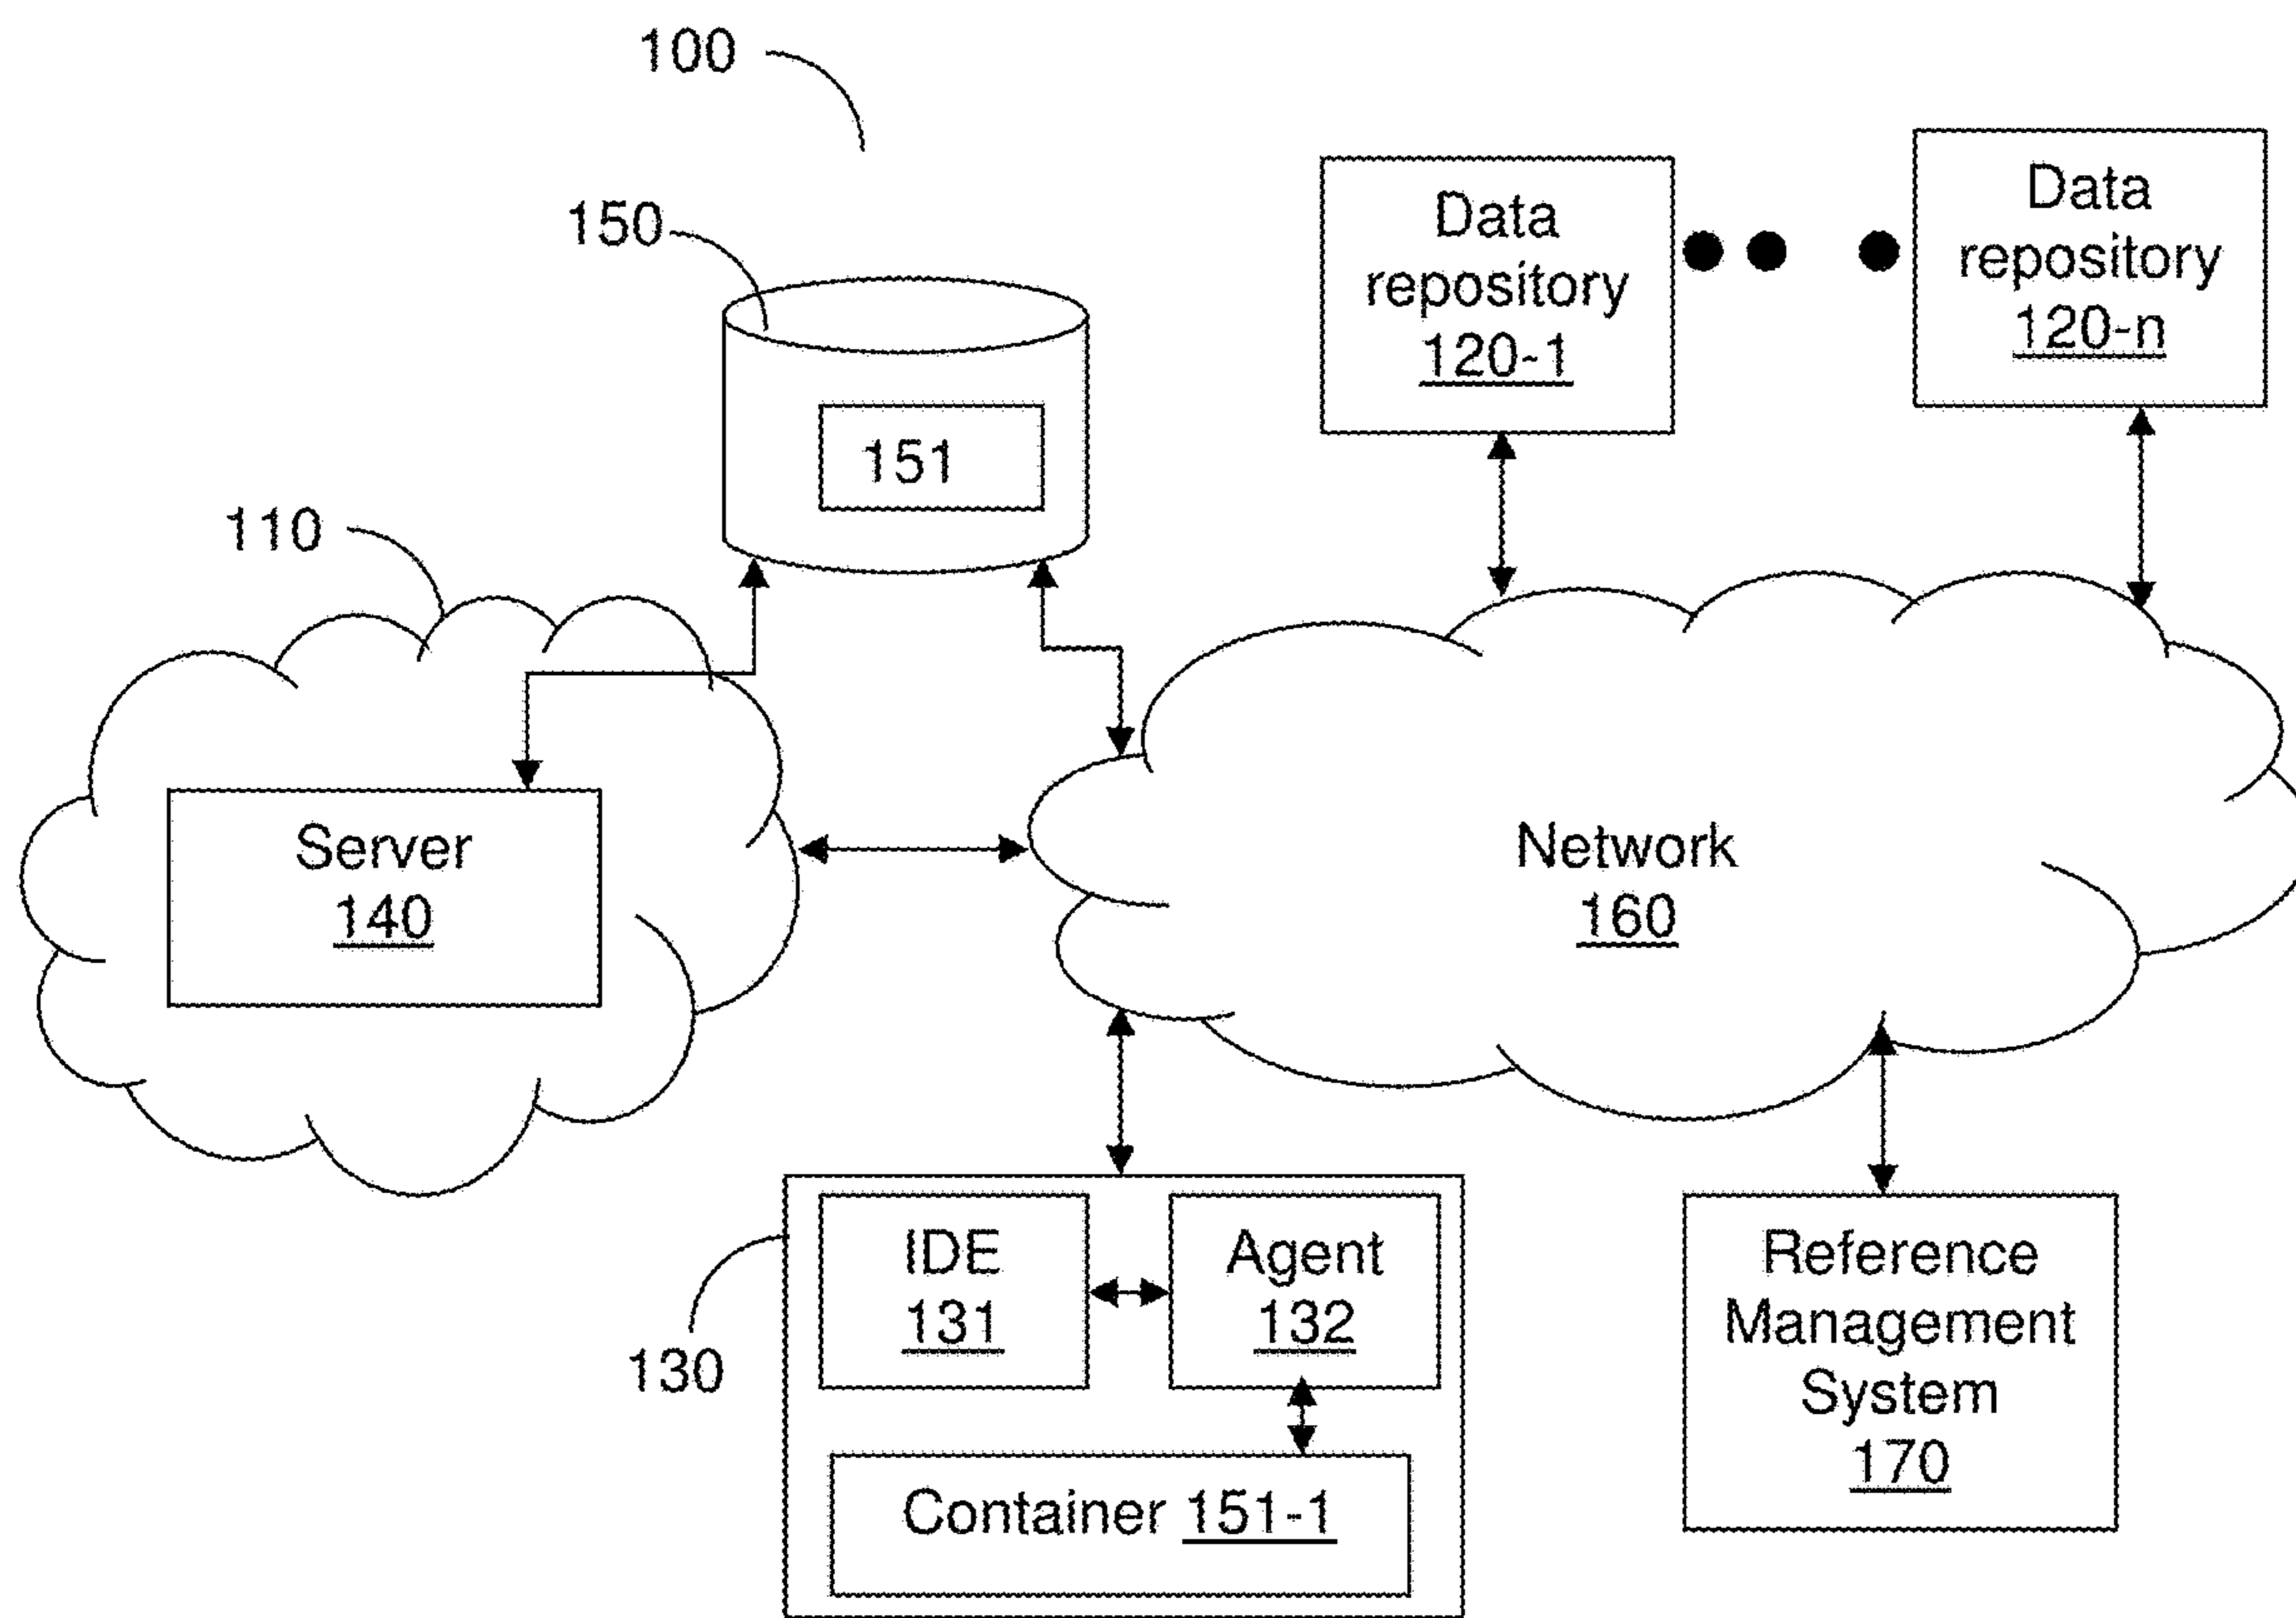 100
150
Data
repository
120-1
Data
repository
120-n
151
110
Server
140
Network
160
IDE
131
Agent
132
130
Container 151-1
Reference
Management
System
170